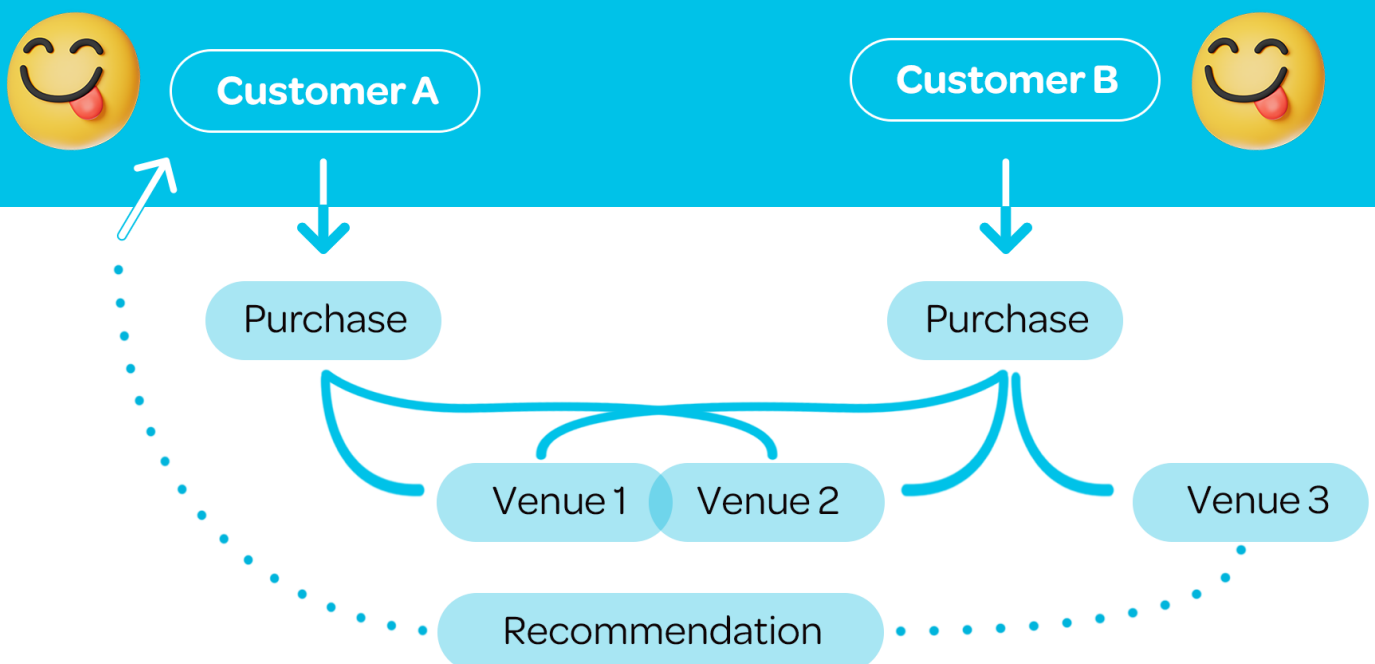 Customer A
Customer B
Purchase
Purchase
Venue 1
Venue 2
Venue 3
Recommendation